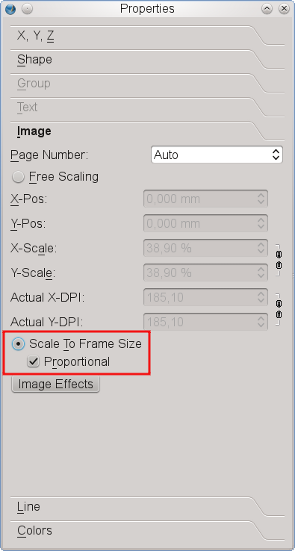 Properties
X, Y, Z
Shape
Group
Text
Image
Page Number: Auto
Free Scaling
X-Pos: 0,000 mm
Y-Pos: 0,000 mm
X-Scale: 38,90 %
Y-Scale: 38,90 %
Actual X-DPI: 185,10
Actual Y-DPI: 185,10
Scale To Frame Size
Proportional
Image Effects
Line
Colors